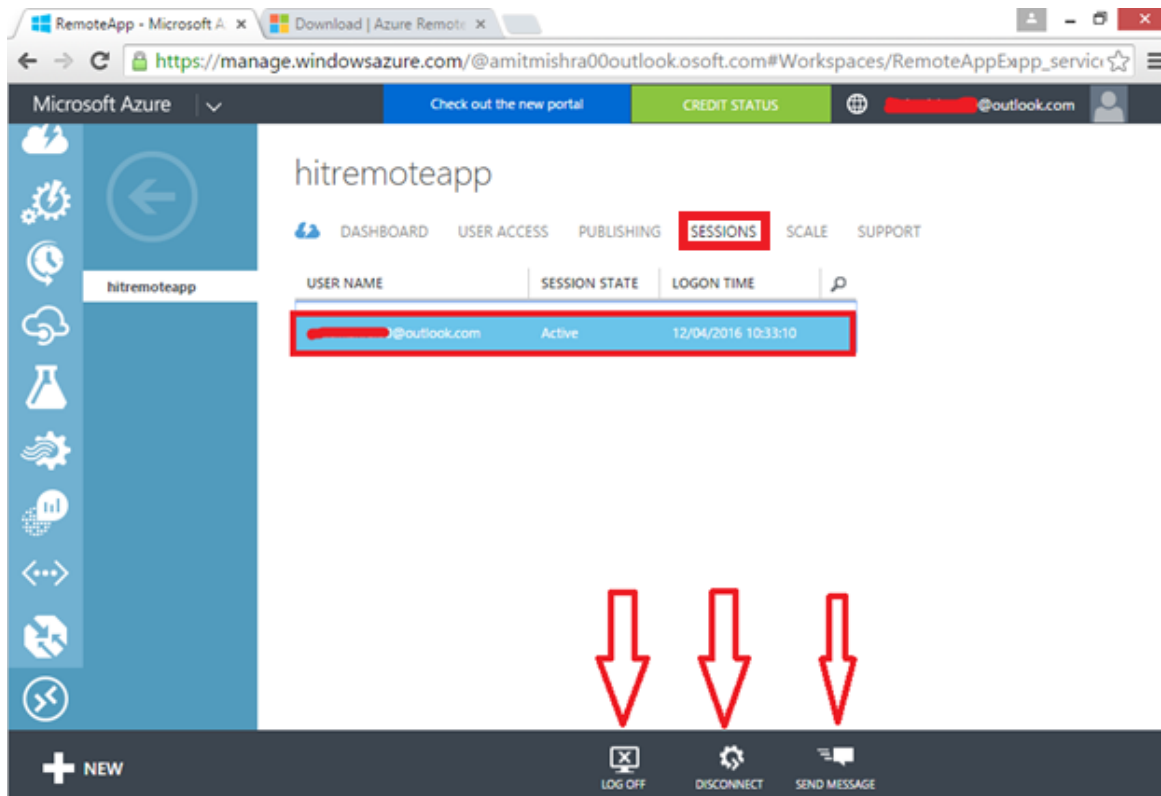 RemoteApp - Microsoft A
Download | Azure Remote
https://manage.windowsazure.com/@amitmishra00outlook.osoft.com#Workspaces/RemoteAppExpp_servic
Microsoft Azure
Check out the new portal
CREDIT STATUS
@outlook.com
hitremoteapp
DASHBOARD USER ACCESS PUBLISHING SESSIONS SCALE SUPPORT
hitremoteapp
USER NAME SESSION STATE LOGON TIME
@outlook.com Active 12/04/2016 10:33:10
NEW
LOG OFF DISCONNECT SEND MESSAGE